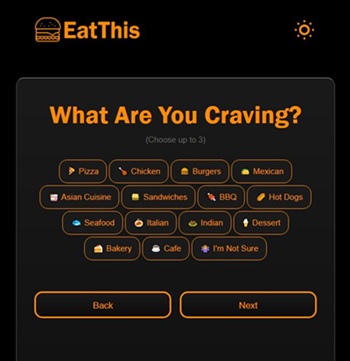 EatThis
What Are You Craving?
(Choose up to 3)
Pizza Chicken Burgers Mexican
Asian Cuisine Sandwiches BBQ Hot Dogs
Seafood Italian Indian Dessert
Bakery Cafe I'm Not Sure
Back Next